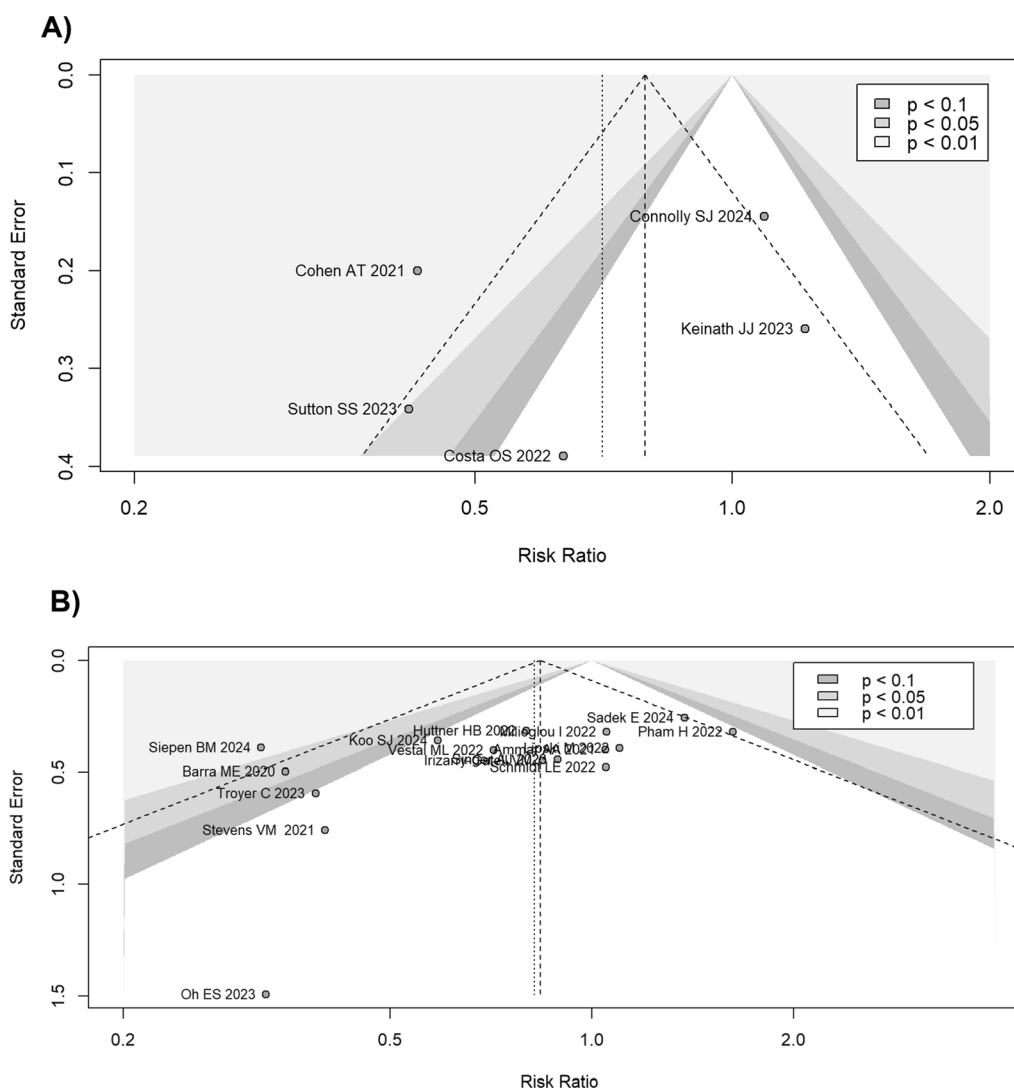 A)
0.0
0.1
0.2
0.3
0.4
Standard Error
p < 0.1
p < 0.05
p < 0.01
Connolly SJ 2024
Cohen AT 2021
Keinath JJ 2023
Sutton SS 2023
Costa OS 2022
0.2
0.5
1.0
2.0
Risk Ratio
B)
0.0
0.5
1.0
1.5
Standard Error
p < 0.1
p < 0.05
p < 0.01
Sadek E 2024
Huttner HB 2022
Milioglou I 2022
Pham H 2022
Koo SJ 2024
Siepen BM 2024
Vestal ML 2022
Lipski M 2022
Schmidt LE 2022
Barra ME 2020
Troyer C 2023
Stevens VM 2021
Oh ES 2023
0.2
0.5
1.0
2.0
Risk Ratio